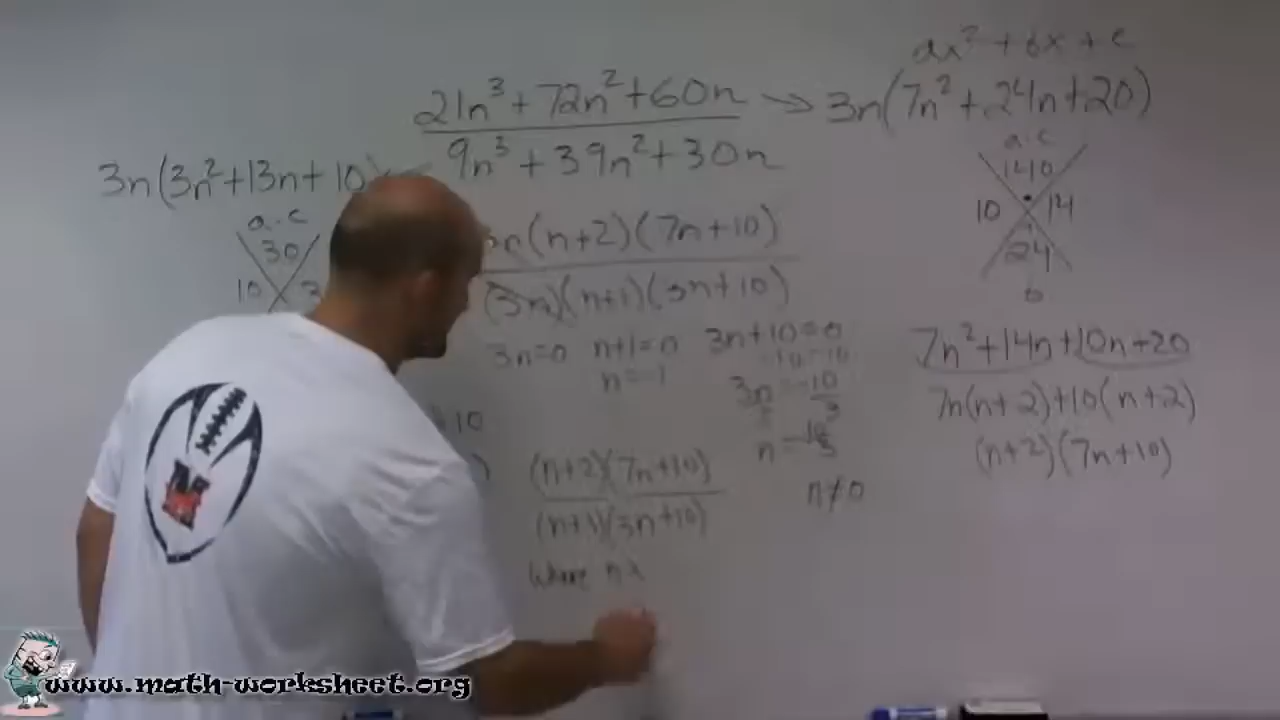 ax² + bx + c
21n³ + 72n² + 60n → 3n(7n² + 24n + 20)
9n³ + 39n² + 30n
3n(3n² + 13n + 10)
a·c
140
10 14
24
b
a·c
30
10 3
n(n+2)(7n+10)
(3n)(n+1)(3n+10)
3n=0 n+1=0 3n+10=0
-10 -10
n=-1
3n = -10
3 3
n = -10/3
n≠0
7n² + 14n + 10n + 20
7n(n+2) + 10(n+2)
(n+2)(7n+10)
10
)
(n+2)(7n+10)
(n+1)(3n+10)
Where n
www.math-worksheet.org